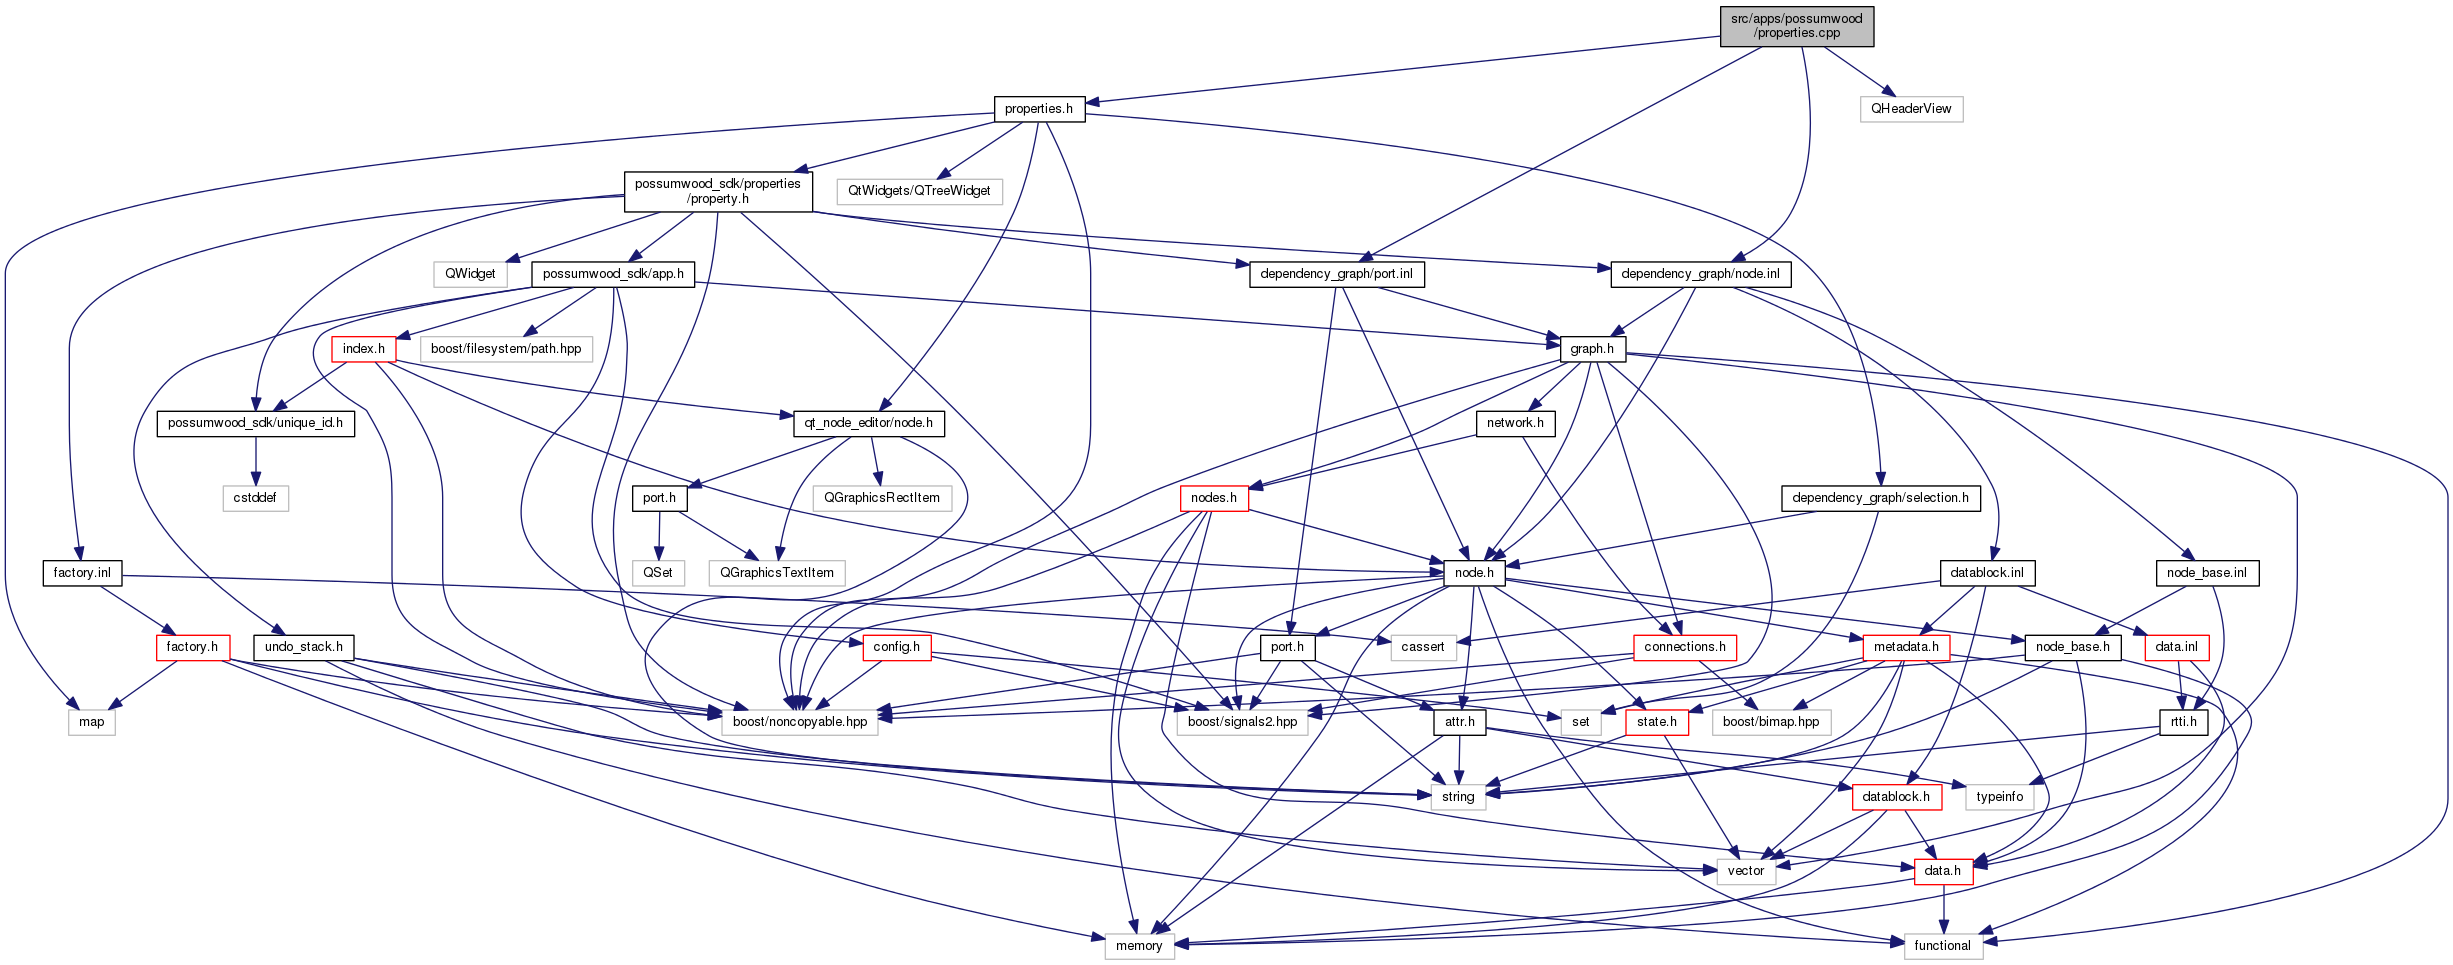 src/apps/possumwood
/properties.cpp
properties.h
QHeaderView
possumwood_sdk/properties
/property.h
QtWidgets/QTreeWidget
QWidget
possumwood_sdk/app.h
dependency_graph/port.inl
dependency_graph/node.inl
index.h
boost/filesystem/path.hpp
graph.h
possumwood_sdk/unique_id.h
qt_node_editor/node.h
network.h
cstddef
port.h
QGraphicsRectItem
nodes.h
dependency_graph/selection.h
factory.inl
QSet
QGraphicsTextItem
node.h
datablock.inl
node_base.inl
factory.h
undo_stack.h
config.h
cassert
port.h
connections.h
metadata.h
node_base.h
data.inl
map
boost/noncopyable.hpp
boost/signals2.hpp
attr.h
set
state.h
boost/bimap.hpp
rtti.h
string
datablock.h
typeinfo
vector
data.h
memory
functional